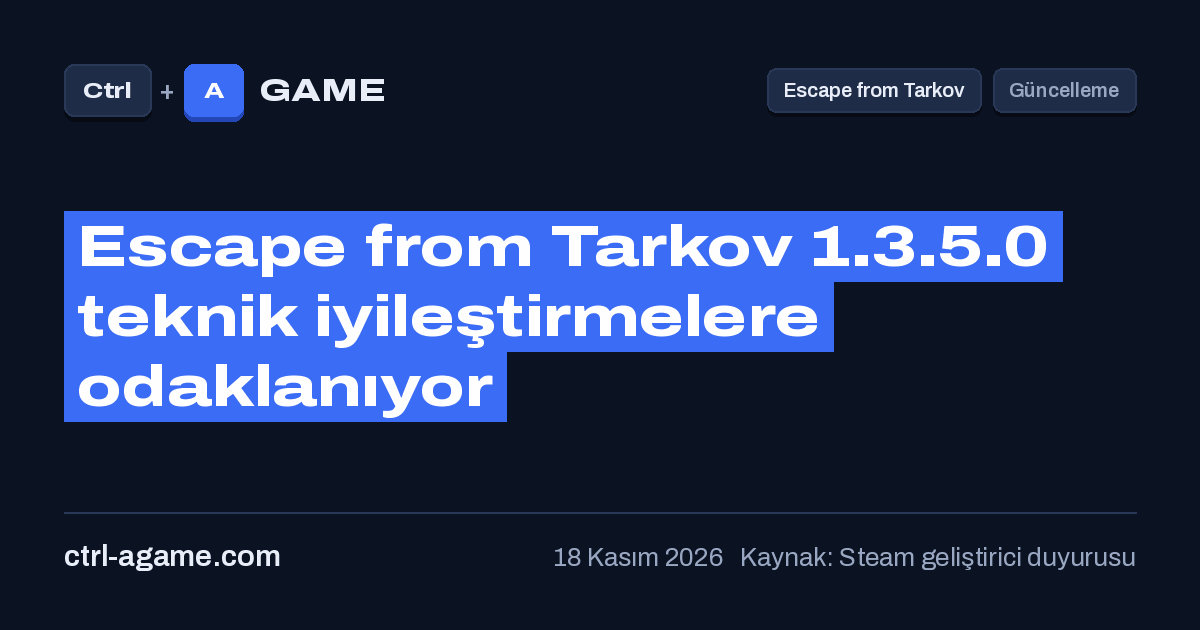 Ctrl + A GAME
Escape from Tarkov Güncelleme
Escape from Tarkov 1.3.5.0
teknik iyileştirmelere
odaklanıyor
ctrl-agame.com
18 Kasım 2026 Kaynak: Steam geliştirici duyurusu